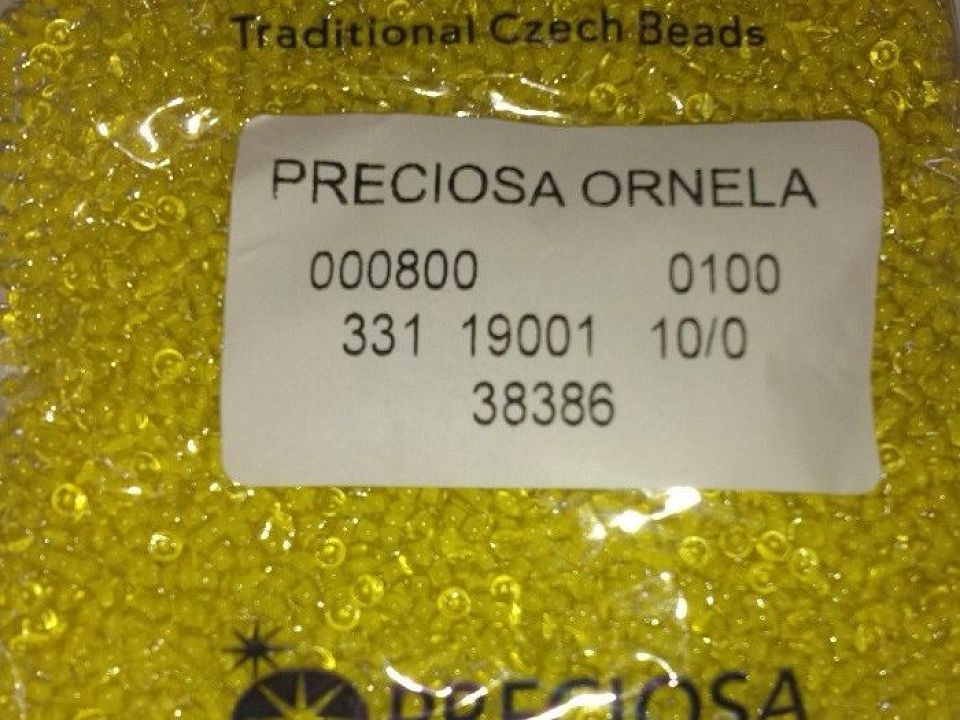 Traditional Czech Beads
PRECIOSA ORNELA
000800 0100
331 19001 10/0
38386
PRECIOSA